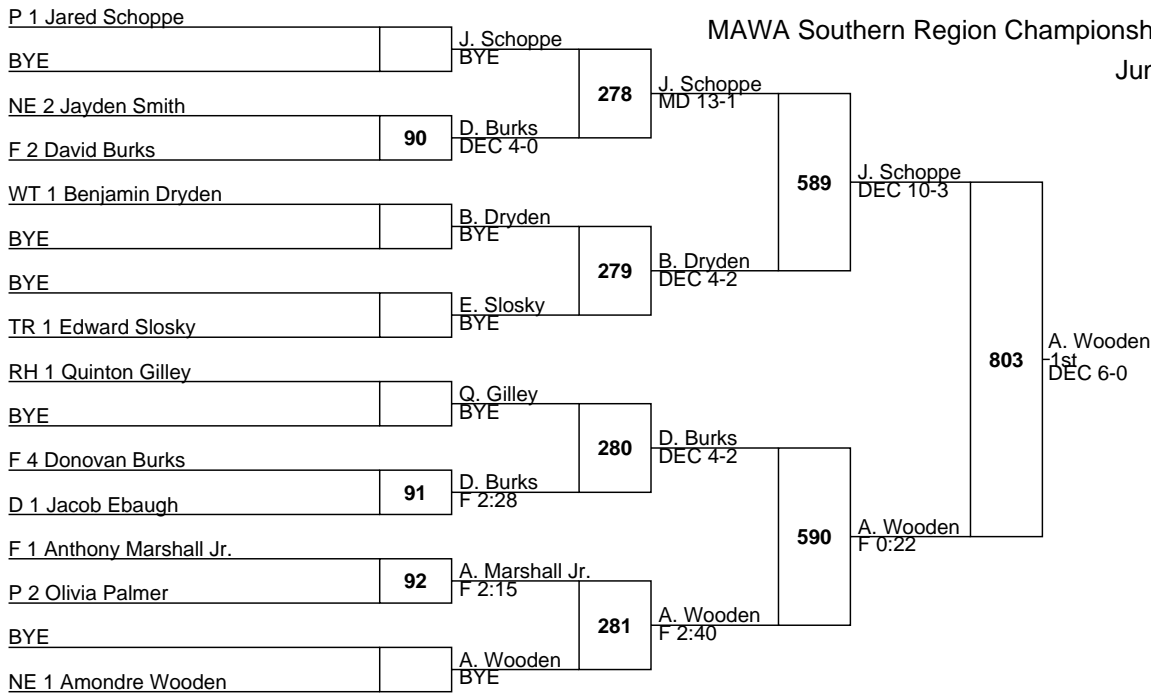 MAWA Southern Region Championsh
Jun
P 1 Jared Schoppe
BYE
NE 2 Jayden Smith
F 2 David Burks
WT 1 Benjamin Dryden
BYE
BYE
TR 1 Edward Slosky
RH 1 Quinton Gilley
BYE
F 4 Donovan Burks
D 1 Jacob Ebaugh
F 1 Anthony Marshall Jr.
P 2 Olivia Palmer
BYE
NE 1 Amondre Wooden
90
91
92
J. Schoppe
BYE
D. Burks
DEC 4-0
B. Dryden
BYE
E. Slosky
BYE
Q. Gilley
BYE
D. Burks
F 2:28
A. Marshall Jr.
F 2:15
A. Wooden
BYE
278
279
280
281
J. Schoppe
MD 13-1
B. Dryden
DEC 4-2
D. Burks
DEC 4-2
A. Wooden
F 2:40
589
590
J. Schoppe
DEC 10-3
A. Wooden
F 0:22
803
A. Wooden
1st
DEC 6-0